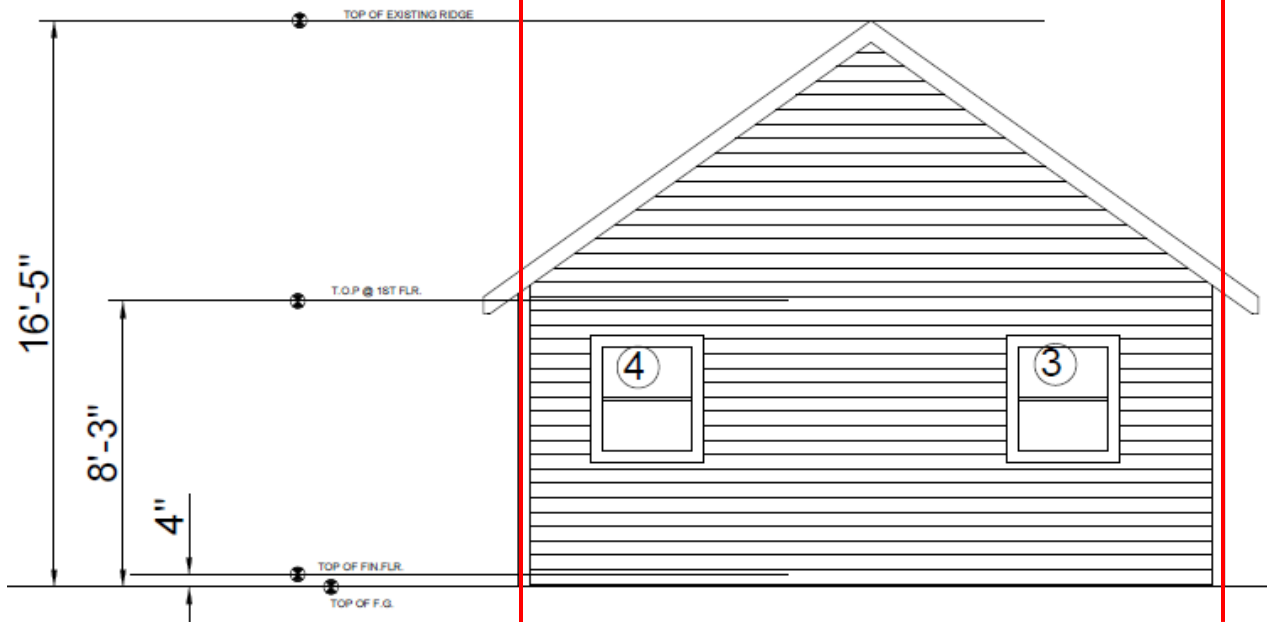 TOP OF EXISTING RIDGE
16'-5"
T.O.P @ 1ST FLR.
8'-3"
4
3
4"
TOP OF FIN.FLR.
TOP OF F.G.